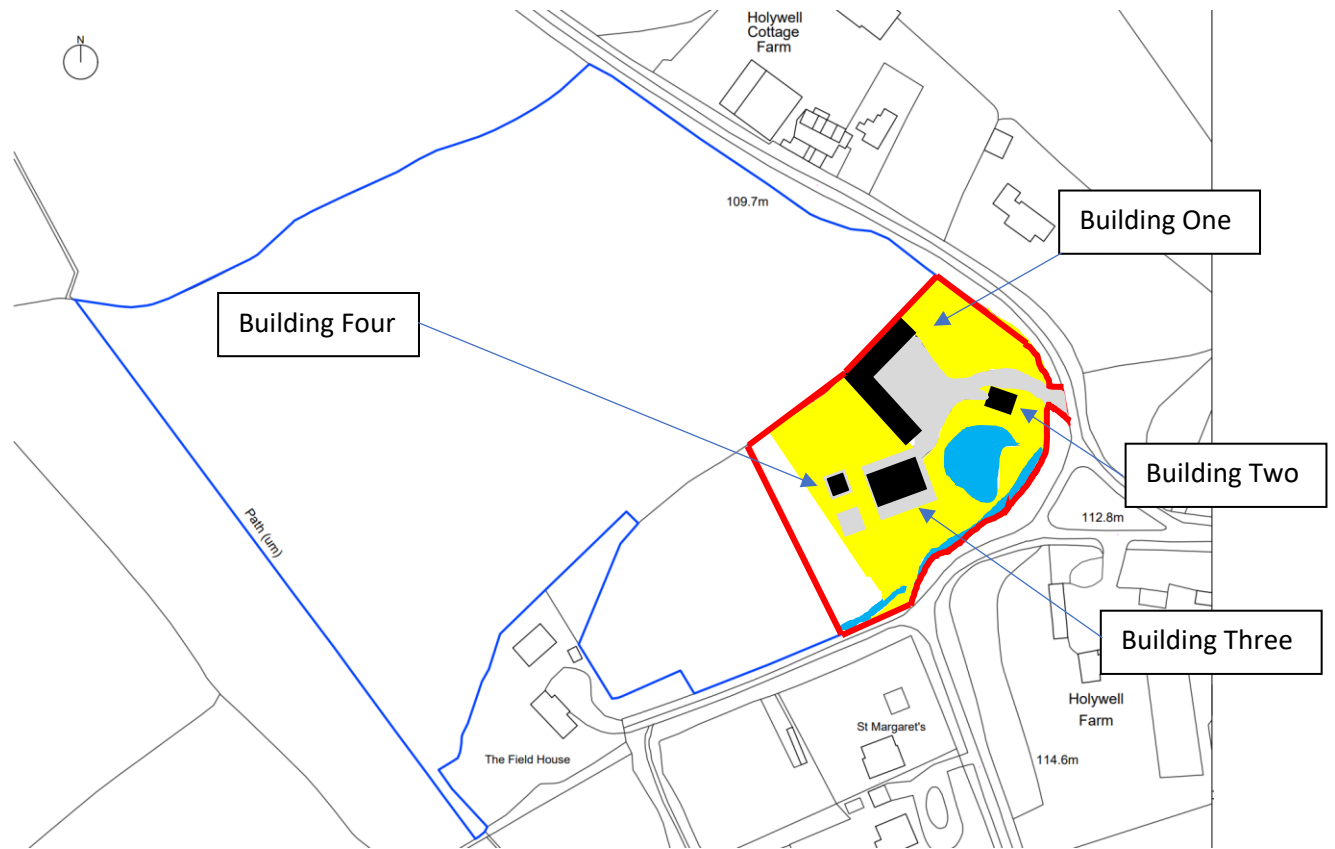 N
Holywell
Cottage
Farm
109.7m
Building One
Building Four
Building Two
112.8m
Path (um)
Building Three
Holywell
Farm
St Margaret's
The Field House
114.6m